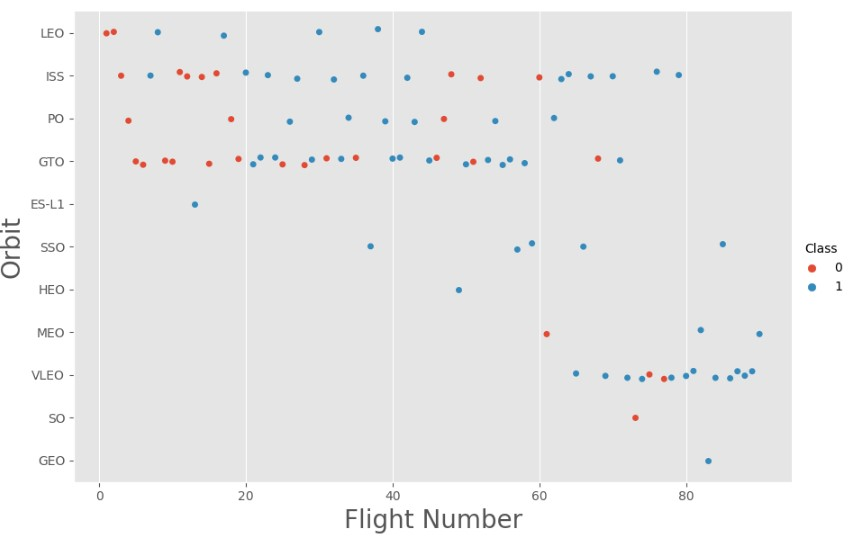 LEO
ISS
PO
GTO
ES-L1
SSO
HEO
MEO
VLEO
SO
GEO
Orbit
0
20
40
60
80
Flight Number
Class
0
1